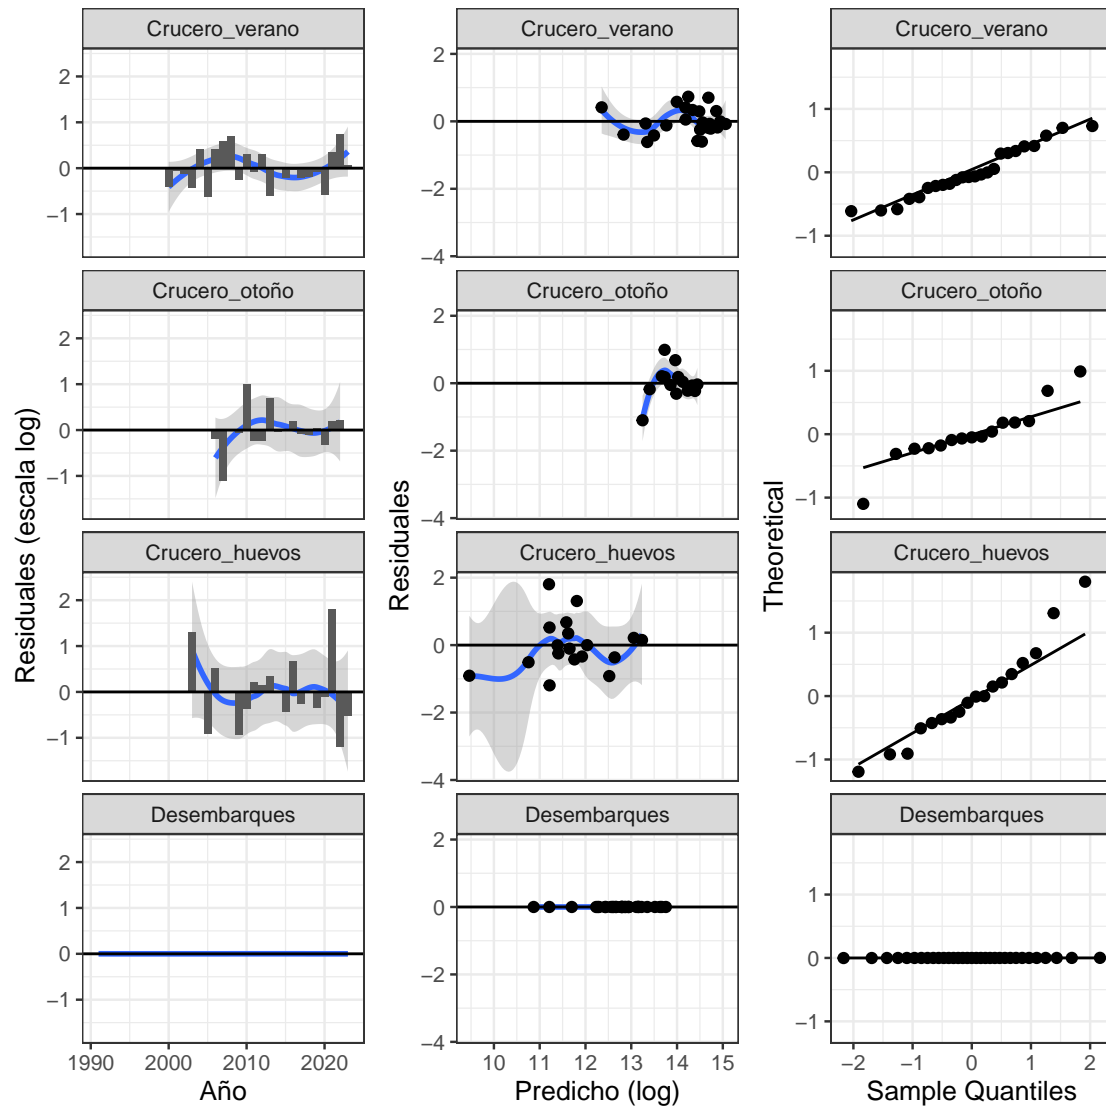 Crucero_verano
Crucero_verano
Crucero_verano
2
1
0
−1
2
0
−2
−4
1
0
−1
Crucero_otoño
Crucero_otoño
Crucero_otoño
2
1
0
−1
2
0
−2
−4
1
0
−1
Crucero_huevos
Crucero_huevos
Crucero_huevos
2
1
0
−1
2
0
−2
−4
1
0
−1
Desembarques
Desembarques
Desembarques
2
1
0
−1
2
0
−2
−4
1
0
−1
1990 2000 2010 2020
10 11 12 13 14 15
−2 −1 0 1 2
Año
Predicho (log)
Sample Quantiles
Residuales (escala log)
Residuales
Theoretical